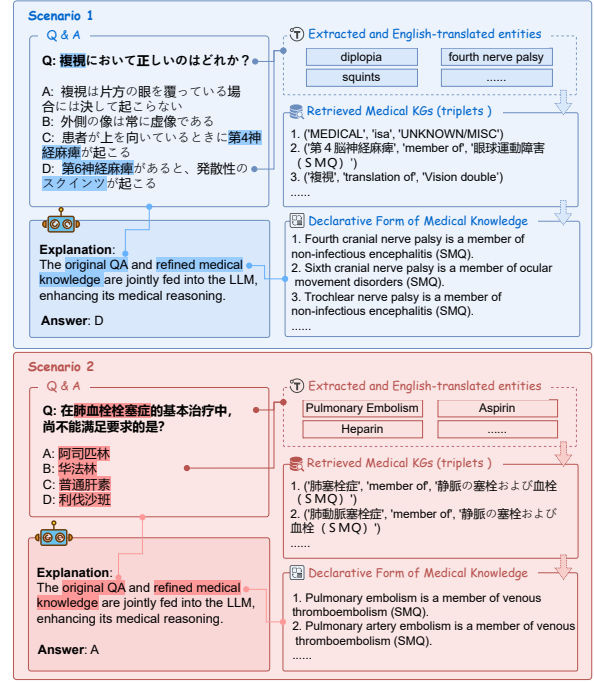 Scenario 1
Q & A
Q: 複視において正しいのはどれか？
A: 複視は片方の眼を覆っている場
合には決して起こらない
B: 外側の像は常に虚像である
C: 患者が上を向いているときに第4神
経麻痺が起こる
D: 第6神経麻痺があると、発散性の
スクインツが起こる
Explanation:
The original QA and refined medical
knowledge are jointly fed into the LLM,
enhancing its medical reasoning.
Answer: D
Extracted and English-translated entities
diplopia
fourth nerve palsy
squints
......
Retrieved Medical KGs (triplets )
1. ('MEDICAL', 'isa', 'UNKNOWN/MISC')
2. ('第４脳神経麻痺', 'member of', '眼球運動障害
（ＳＭＱ）')
3. ('複視', 'translation of', 'Vision double')
......
Declarative Form of Medical Knowledge
1. Fourth cranial nerve palsy is a member of
non-infectious encephalitis (SMQ).
2. Sixth cranial nerve palsy is a member of ocular
movement disorders (SMQ).
3. Trochlear nerve palsy is a member of
non-infectious encephalitis (SMQ).
......
Scenario 2
Q & A
Q: 在肺血栓栓塞症的基本治疗中，
尚不能满足要求的是？
A: 阿司匹林
B: 华法林
C: 普通肝素
D: 利伐沙班
Explanation:
The original QA and refined medical
knowledge are jointly fed into the LLM,
enhancing its medical reasoning.
Answer: A
Extracted and English-translated entities
Pulmonary Embolism
Aspirin
Heparin
......
Retrieved Medical KGs (triplets )
1. ('肺塞栓症', 'member of', '静脈の塞栓および血栓
（ＳＭＱ）')
2. ('肺動脈塞栓症', 'member of', '静脈の塞栓および
血栓（ＳＭＱ）')
......
Declarative Form of Medical Knowledge
1. Pulmonary embolism is a member of venous
thromboembolism (SMQ).
2. Pulmonary artery embolism is a member of venous
thromboembolism (SMQ).
......